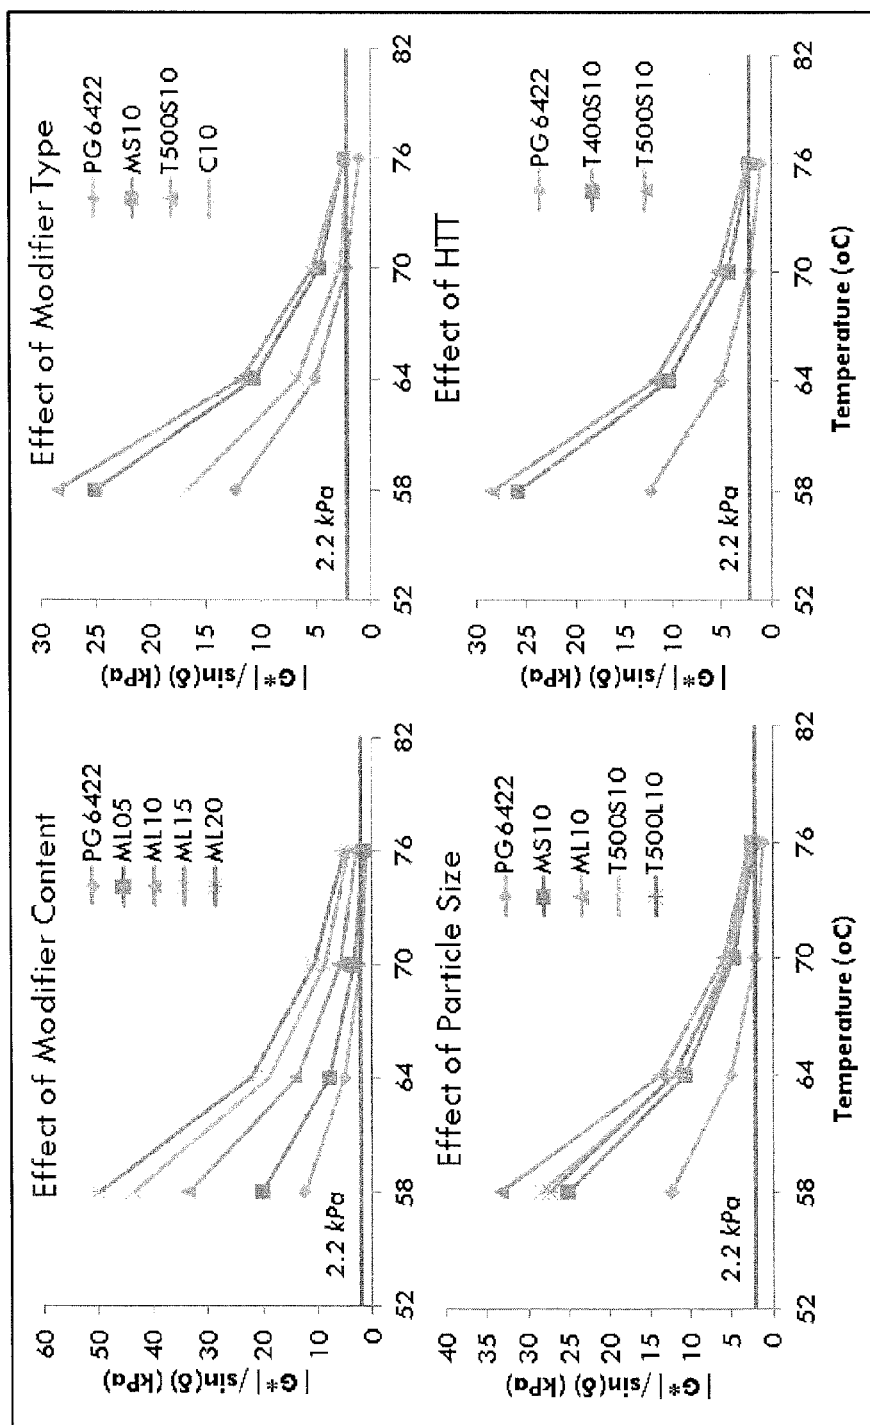 Effect of Modifier Content
|G*|/sin(δ) (kPa)
60
50
40
30
20
10
0
PG6422
ML05
ML10
ML15
ML20
2.2 kPa
52
58
64
70
76
82
Effect of Modifier Type
|G*|/sin(δ) (kPa)
30
25
20
15
10
5
0
PG6422
MS10
T500S10
C10
2.2 kPa
52
58
64
70
76
82
Effect of Particle Size
|G*|/sin(δ) (kPa)
40
35
30
25
20
15
10
5
0
PG6422
MS10
ML10
T500S10
T500L10
2.2 kPa
52
58
64
70
76
82
Temperature (oC)
Effect of HTT
|G*|/sin(δ) (kPa)
30
25
20
15
10
5
0
PG6422
T400S10
T500S10
2.2 kPa
52
58
64
70
76
82
Temperature (oC)